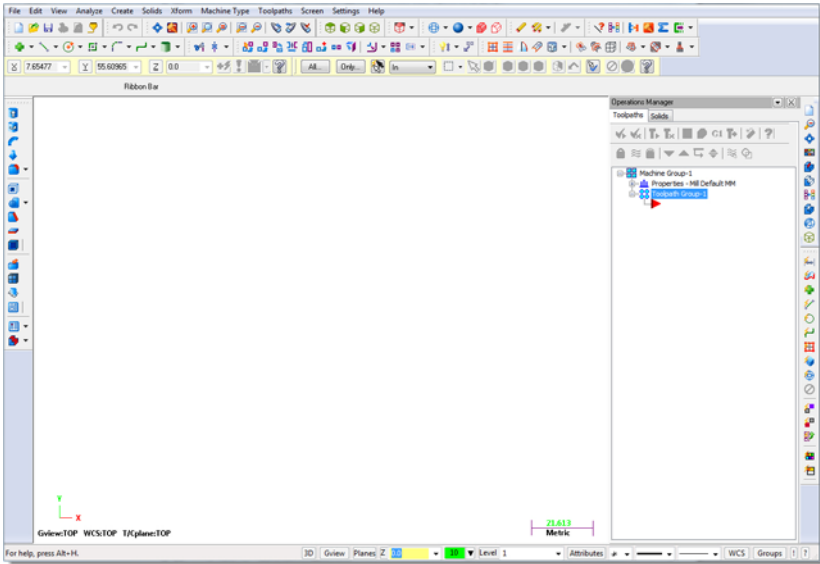 File Edit View Analyze Create Solids Xform Machine Type Toolpaths Screen Settings Help
X 7.65477 Y 55.60965 Z 0.0 All... Only... In
Ribbon Bar
Operations Manager
Toolpaths Solids
G1
Machine Group-1
Properties - Mill Default MM
Toolpath Group-1
Y
X
21.613
Metric
Gview:TOP WCS:TOP T/Cplane:TOP
For help, press Alt+H.
3D Gview Planes Z 0.0 10 Level 1 Attributes WCS Groups ! ?